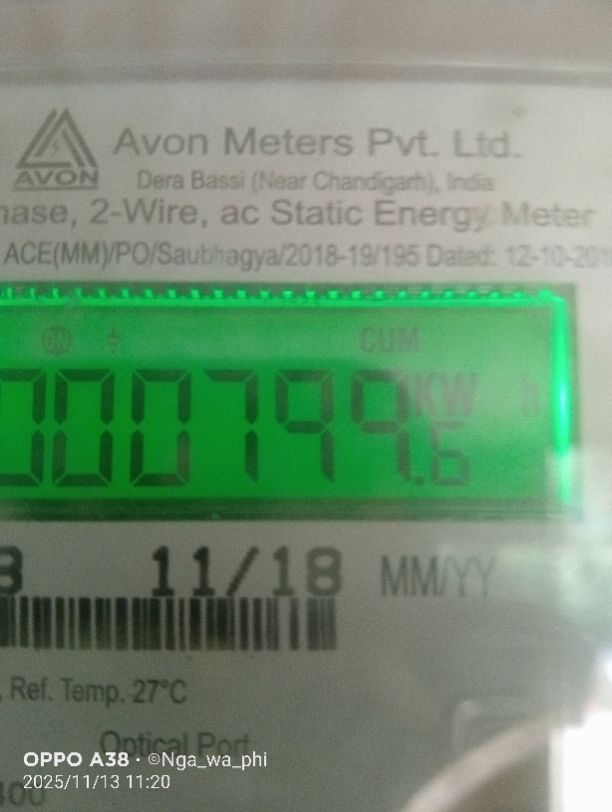 Avon Meters Pvt. Ltd.
AVON
Dera Bassi (Near Chandigarh), India
hase, 2-Wire, ac Static Energy Meter
ACE(MM)/PO/Saubhagya/2018-19/195 Dated: 12-10-201
CUM
000799.6 KW h
8 11/18 MM/YY
, Ref. Temp. 27°C
Optical Port
OPPO A38 · ©Nga_wa_phi
2025/11/13 11:20